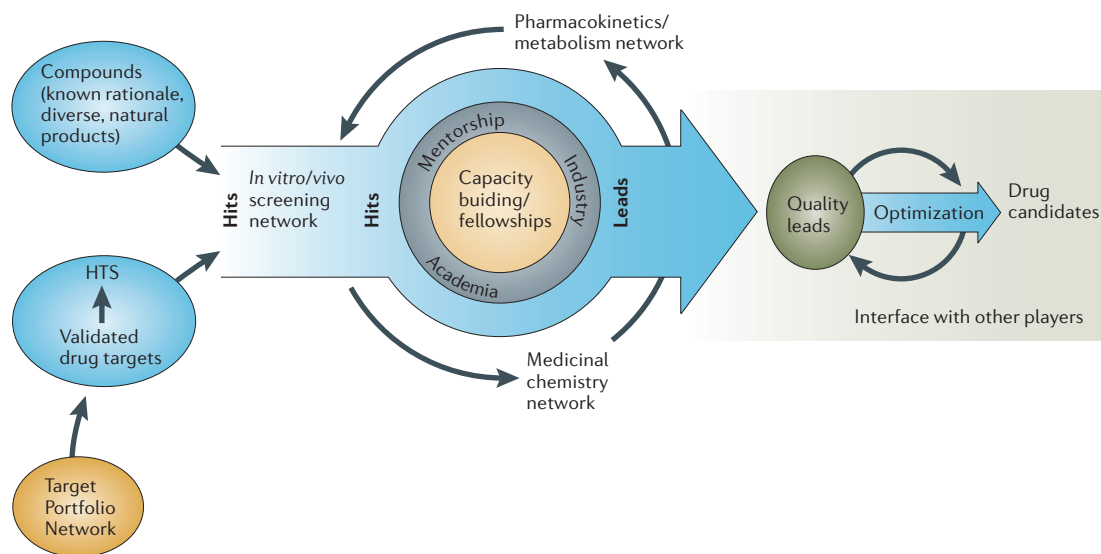 Pharmacokinetics/
metabolism network
Compounds
(known rationale,
diverse, natural
products)
Hits
In vitro/vivo
screening
network
Hits
Mentorship
Industry
Academia
Capacity
buiding/
fellowships
Leads
Quality
leads
Optimization
Drug
candidates
Interface with other players
HTS
Validated
drug targets
Medicinal
chemistry
network
Target
Portfolio
Network